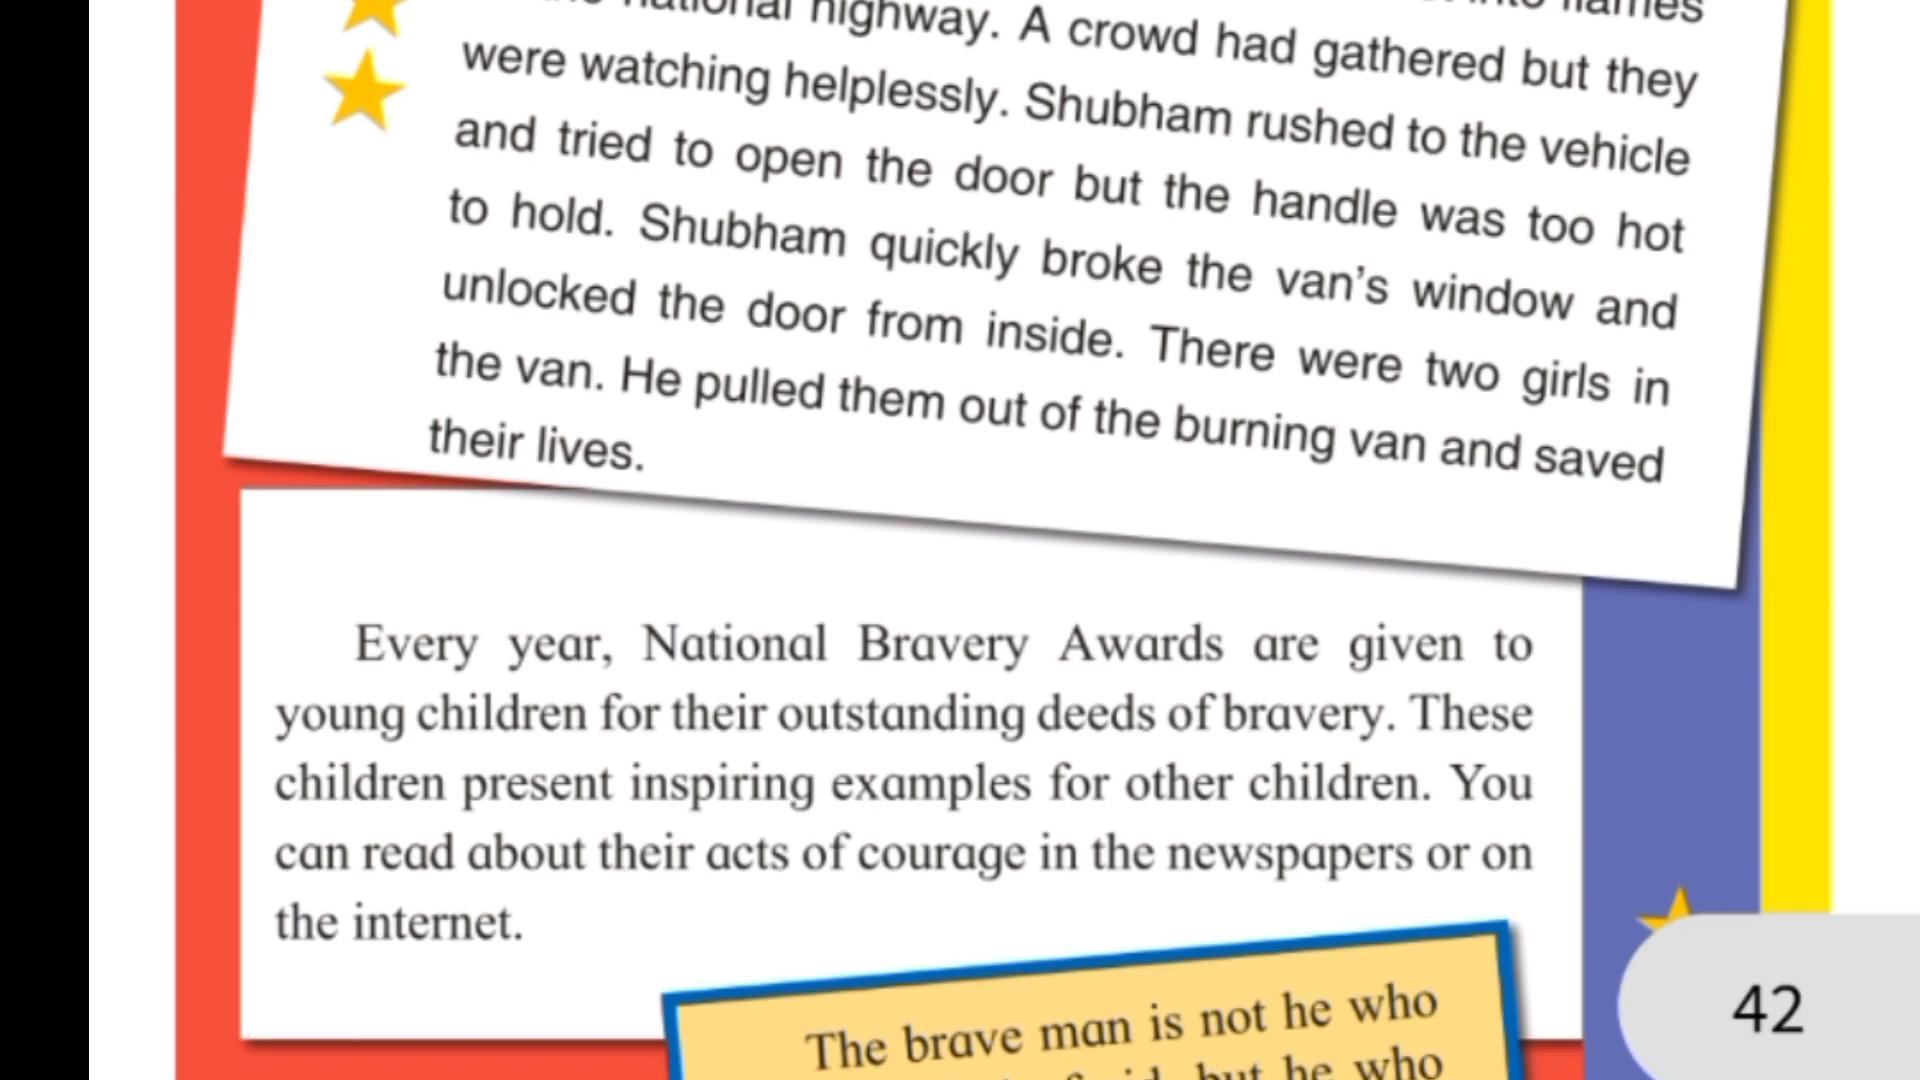 national highway. A crowd had gathered but they
were watching helplessly. Shubham rushed to the vehicle
and tried to open the door but the handle was too hot
to hold. Shubham quickly broke the van's window and
unlocked the door from inside. There were two girls in
the van. He pulled them out of the burning van and saved
their lives.
Every year, National Bravery Awards are given to
young children for their outstanding deeds of bravery. These
children present inspiring examples for other children. You
can read about their acts of courage in the newspapers or on
the internet.
The brave man is not he who
but he who
42